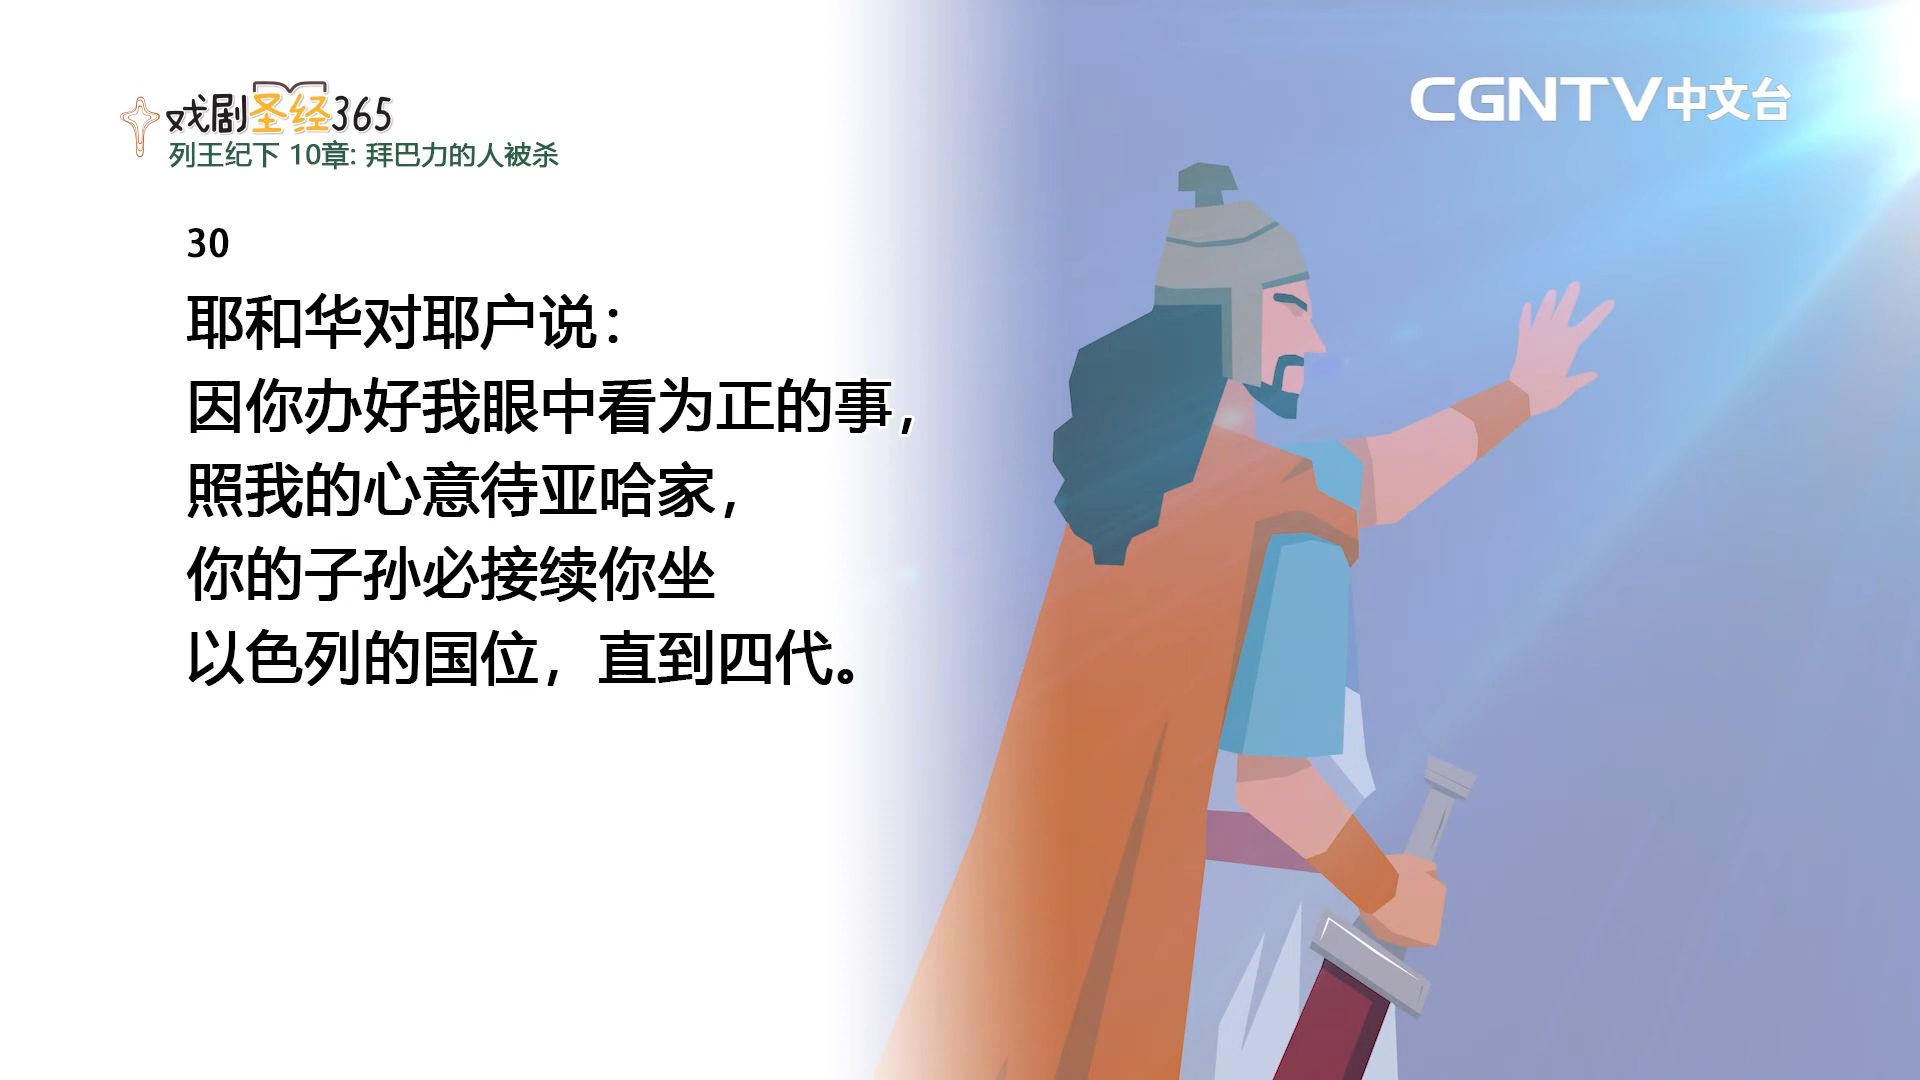 戏剧圣经365
CGNTV中文台
列王纪下 10章: 拜巴力的人被杀
30
耶和华对耶户说：
因你办好我眼中看为正的事，
照我的心意待亚哈家，
你的子孙必接续你坐
以色列的国位，直到四代。